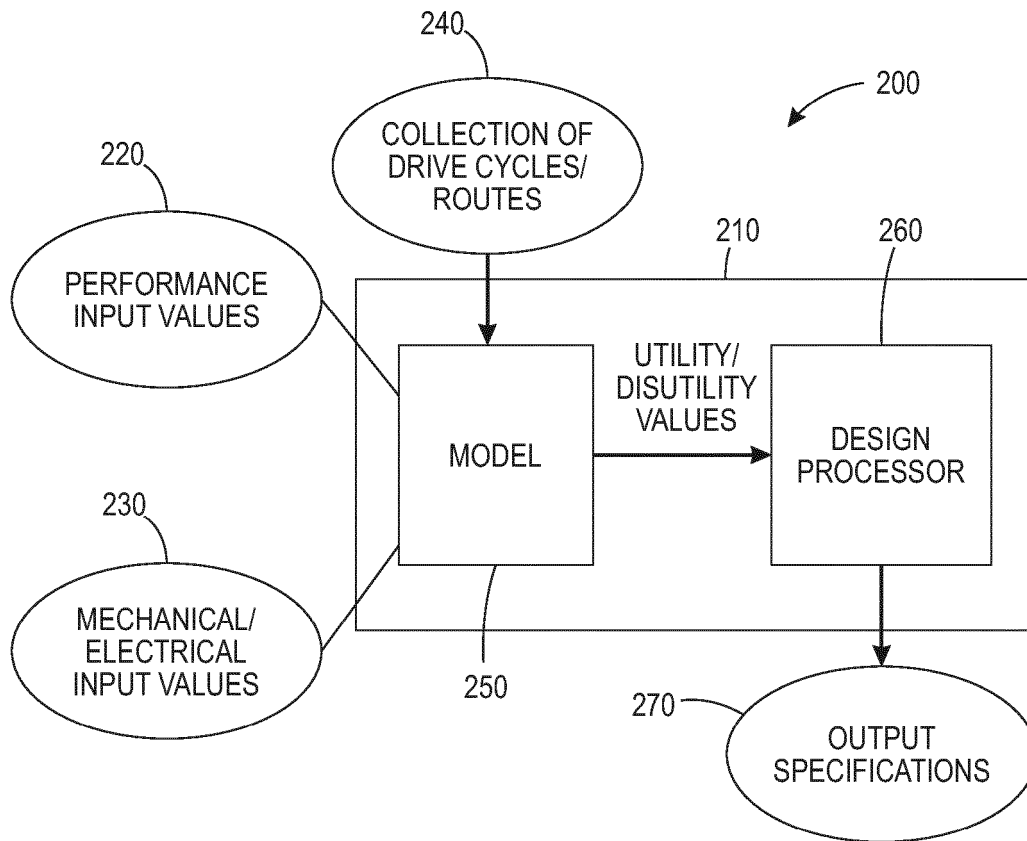 240
200
COLLECTION OF
DRIVE CYCLES/
ROUTES
220
210
260
PERFORMANCE
INPUT VALUES
UTILITY/
DISUTILITY
VALUES
MODEL
DESIGN
PROCESSOR
230
MECHANICAL/
ELECTRICAL
INPUT VALUES
250
270
OUTPUT
SPECIFICATIONS